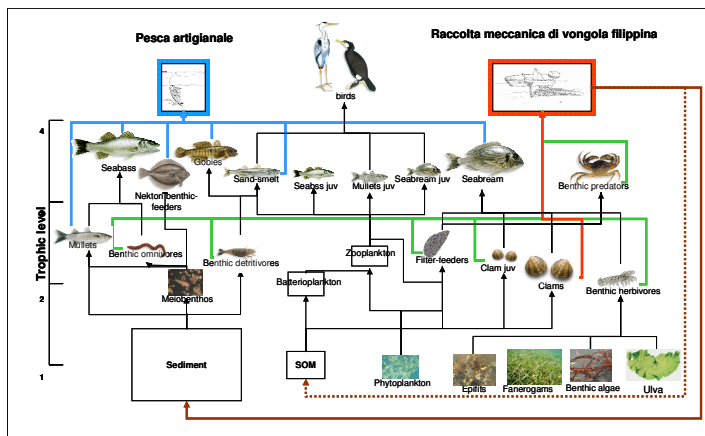 Pesca artigianale
Raccolta meccanica di vongola filippina
birds
4
Seabass
Nekton benthic-
feeders
Gobies
Sand-smelt
Seabss juv
Mullets juv
Seabream juv
Seabream
Benthic predators
Trophic level
Mullets
Benthic omnivores
Benthic detritivores
Zooplankton
Filter-feeders
Clam juv
Clams
Benthic herbivores
Batterioplankton
Meiobenthos
3
2
Sediment
SOM
Phytoplankton
Epifits
Fanerogams
Benthic algae
Ulva
1